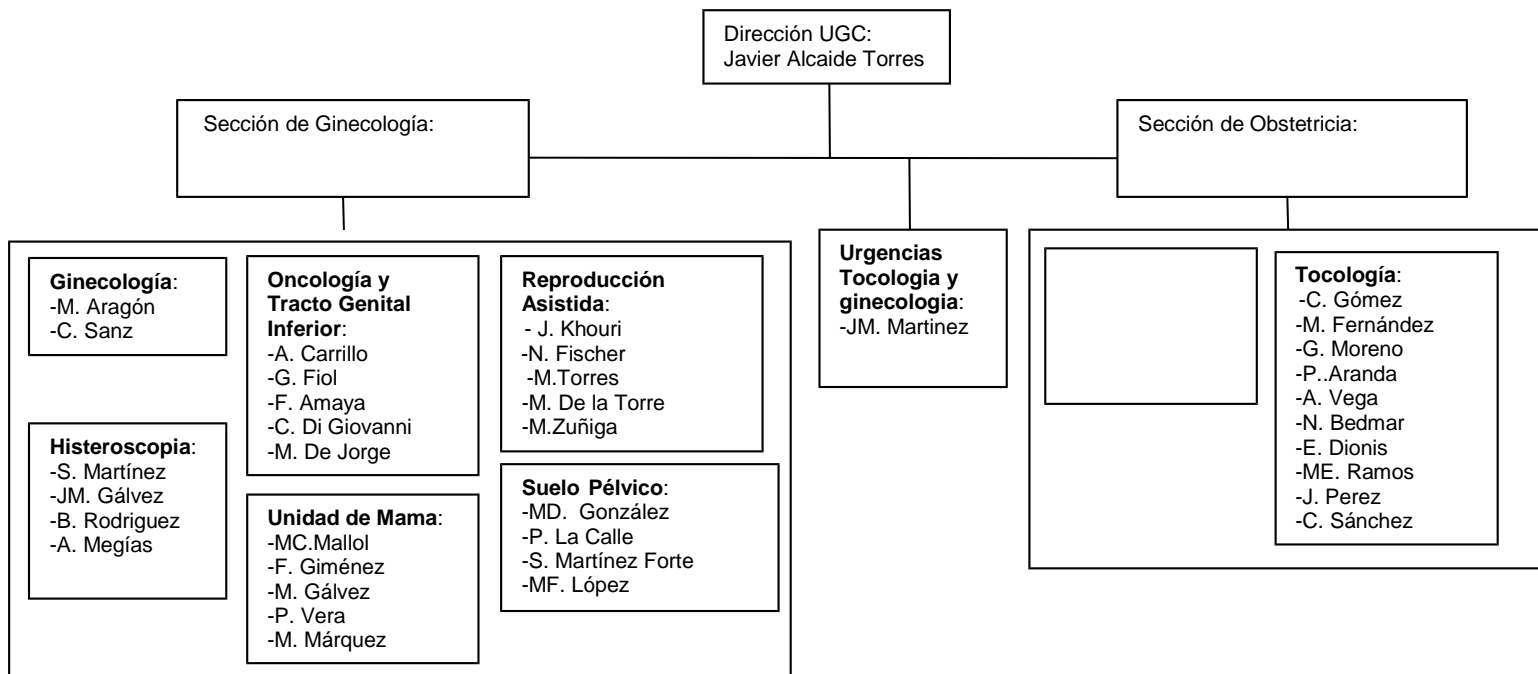 Dirección UGC:
Javier Alcaide Torres
Sección de Ginecología:
Sección de Obstetricia:
Ginecología:
-M. Aragón
-C. Sanz
Histeroscopia:
-S. Martínez
-JM. Gálvez
-B. Rodriguez
-A. Megías
Oncología y
Tracto Genital
Inferior:
-A. Carrillo
-G. Fiol
-F. Amaya
-C. Di Giovanni
-M. De Jorge
Unidad de Mama:
-MC.Mallol
-F. Giménez
-M. Gálvez
-P. Vera
-M. Márquez
Reproducción
Asistida:
- J. Khouri
-N. Fischer
-M.Torres
-M. De la Torre
-M.Zuñiga
Suelo Pélvico:
-MD. González
-P. La Calle
-S. Martínez Forte
-MF. López
Urgencias
Tocologia y
ginecologia:
-JM. Martinez
Tocología:
-C. Gómez
-M. Fernández
-G. Moreno
-P..Aranda
-A. Vega
-N. Bedmar
-E. Dionis
-ME. Ramos
-J. Perez
-C. Sánchez